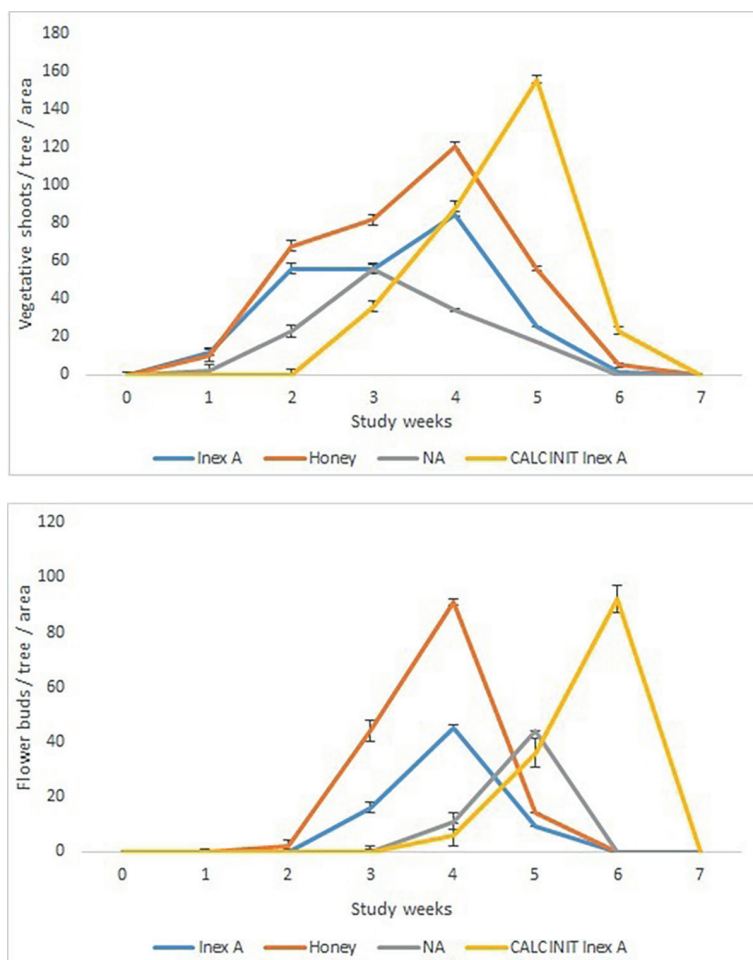 180
160
140
120
100
80
60
40
20
0
Vegetative shoots / tree / area
0 1 2 3 4 5 6 7
Study weeks
Inex A Honey NA CALCINIT Inex A
120
100
80
60
40
20
0
Flower buds / tree / area
0 1 2 3 4 5 6 7
Study weeks
Inex A Honey NA CALCINIT Inex A